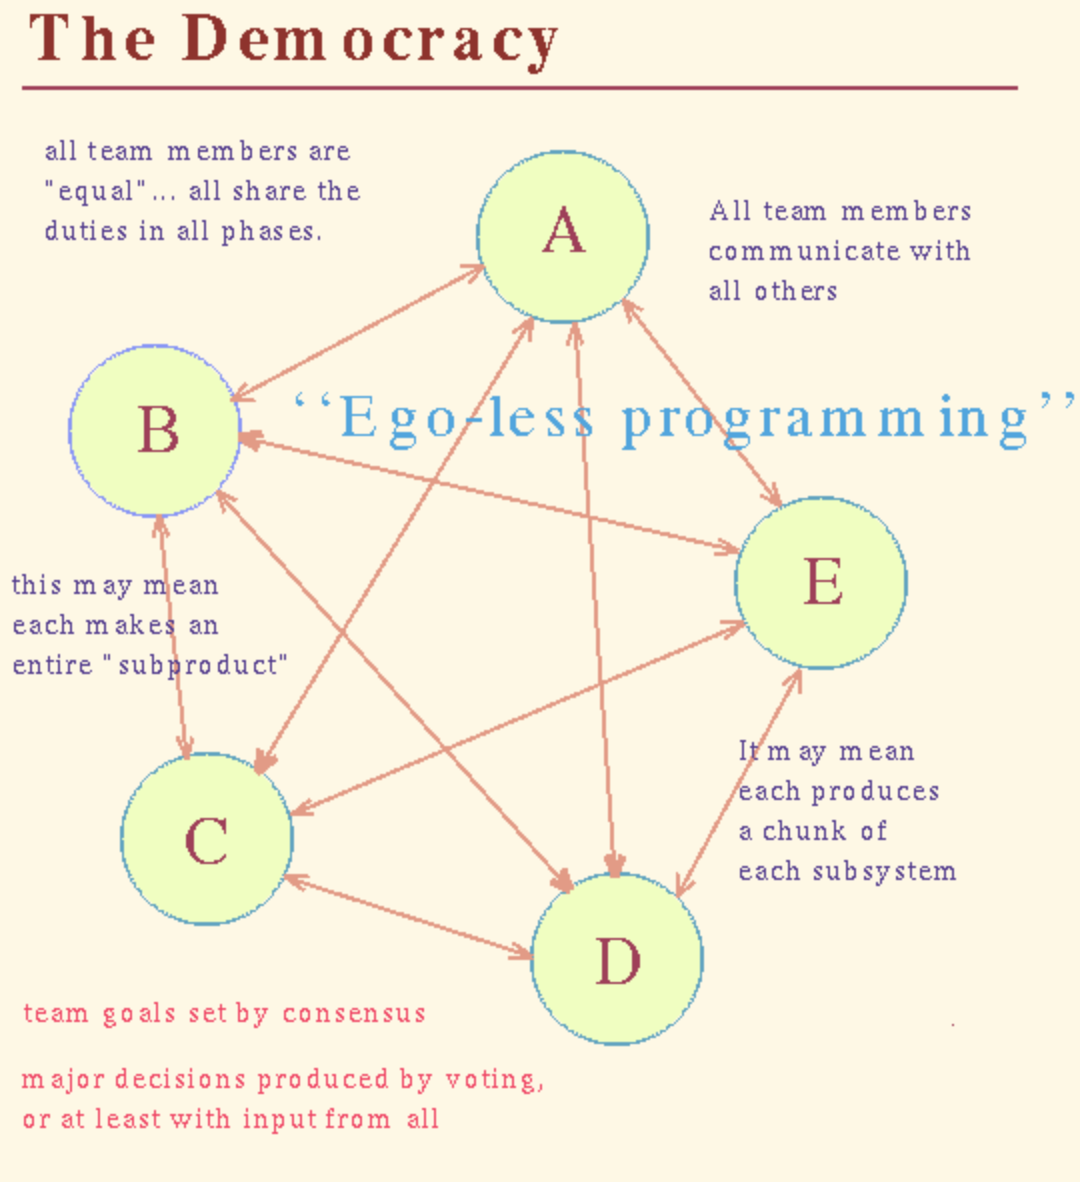 The Democracy
all team members are
"equal"... all share the
duties in all phases.
A
All team members
communicate with
all others
B
‘‘Ego-less programming’’
E
this may mean
each makes an
entire "subproduct"
It may mean
each produces
a chunk of
each subsystem
C
D
team goals set by consensus
major decisions produced by voting,
or at least with input from all